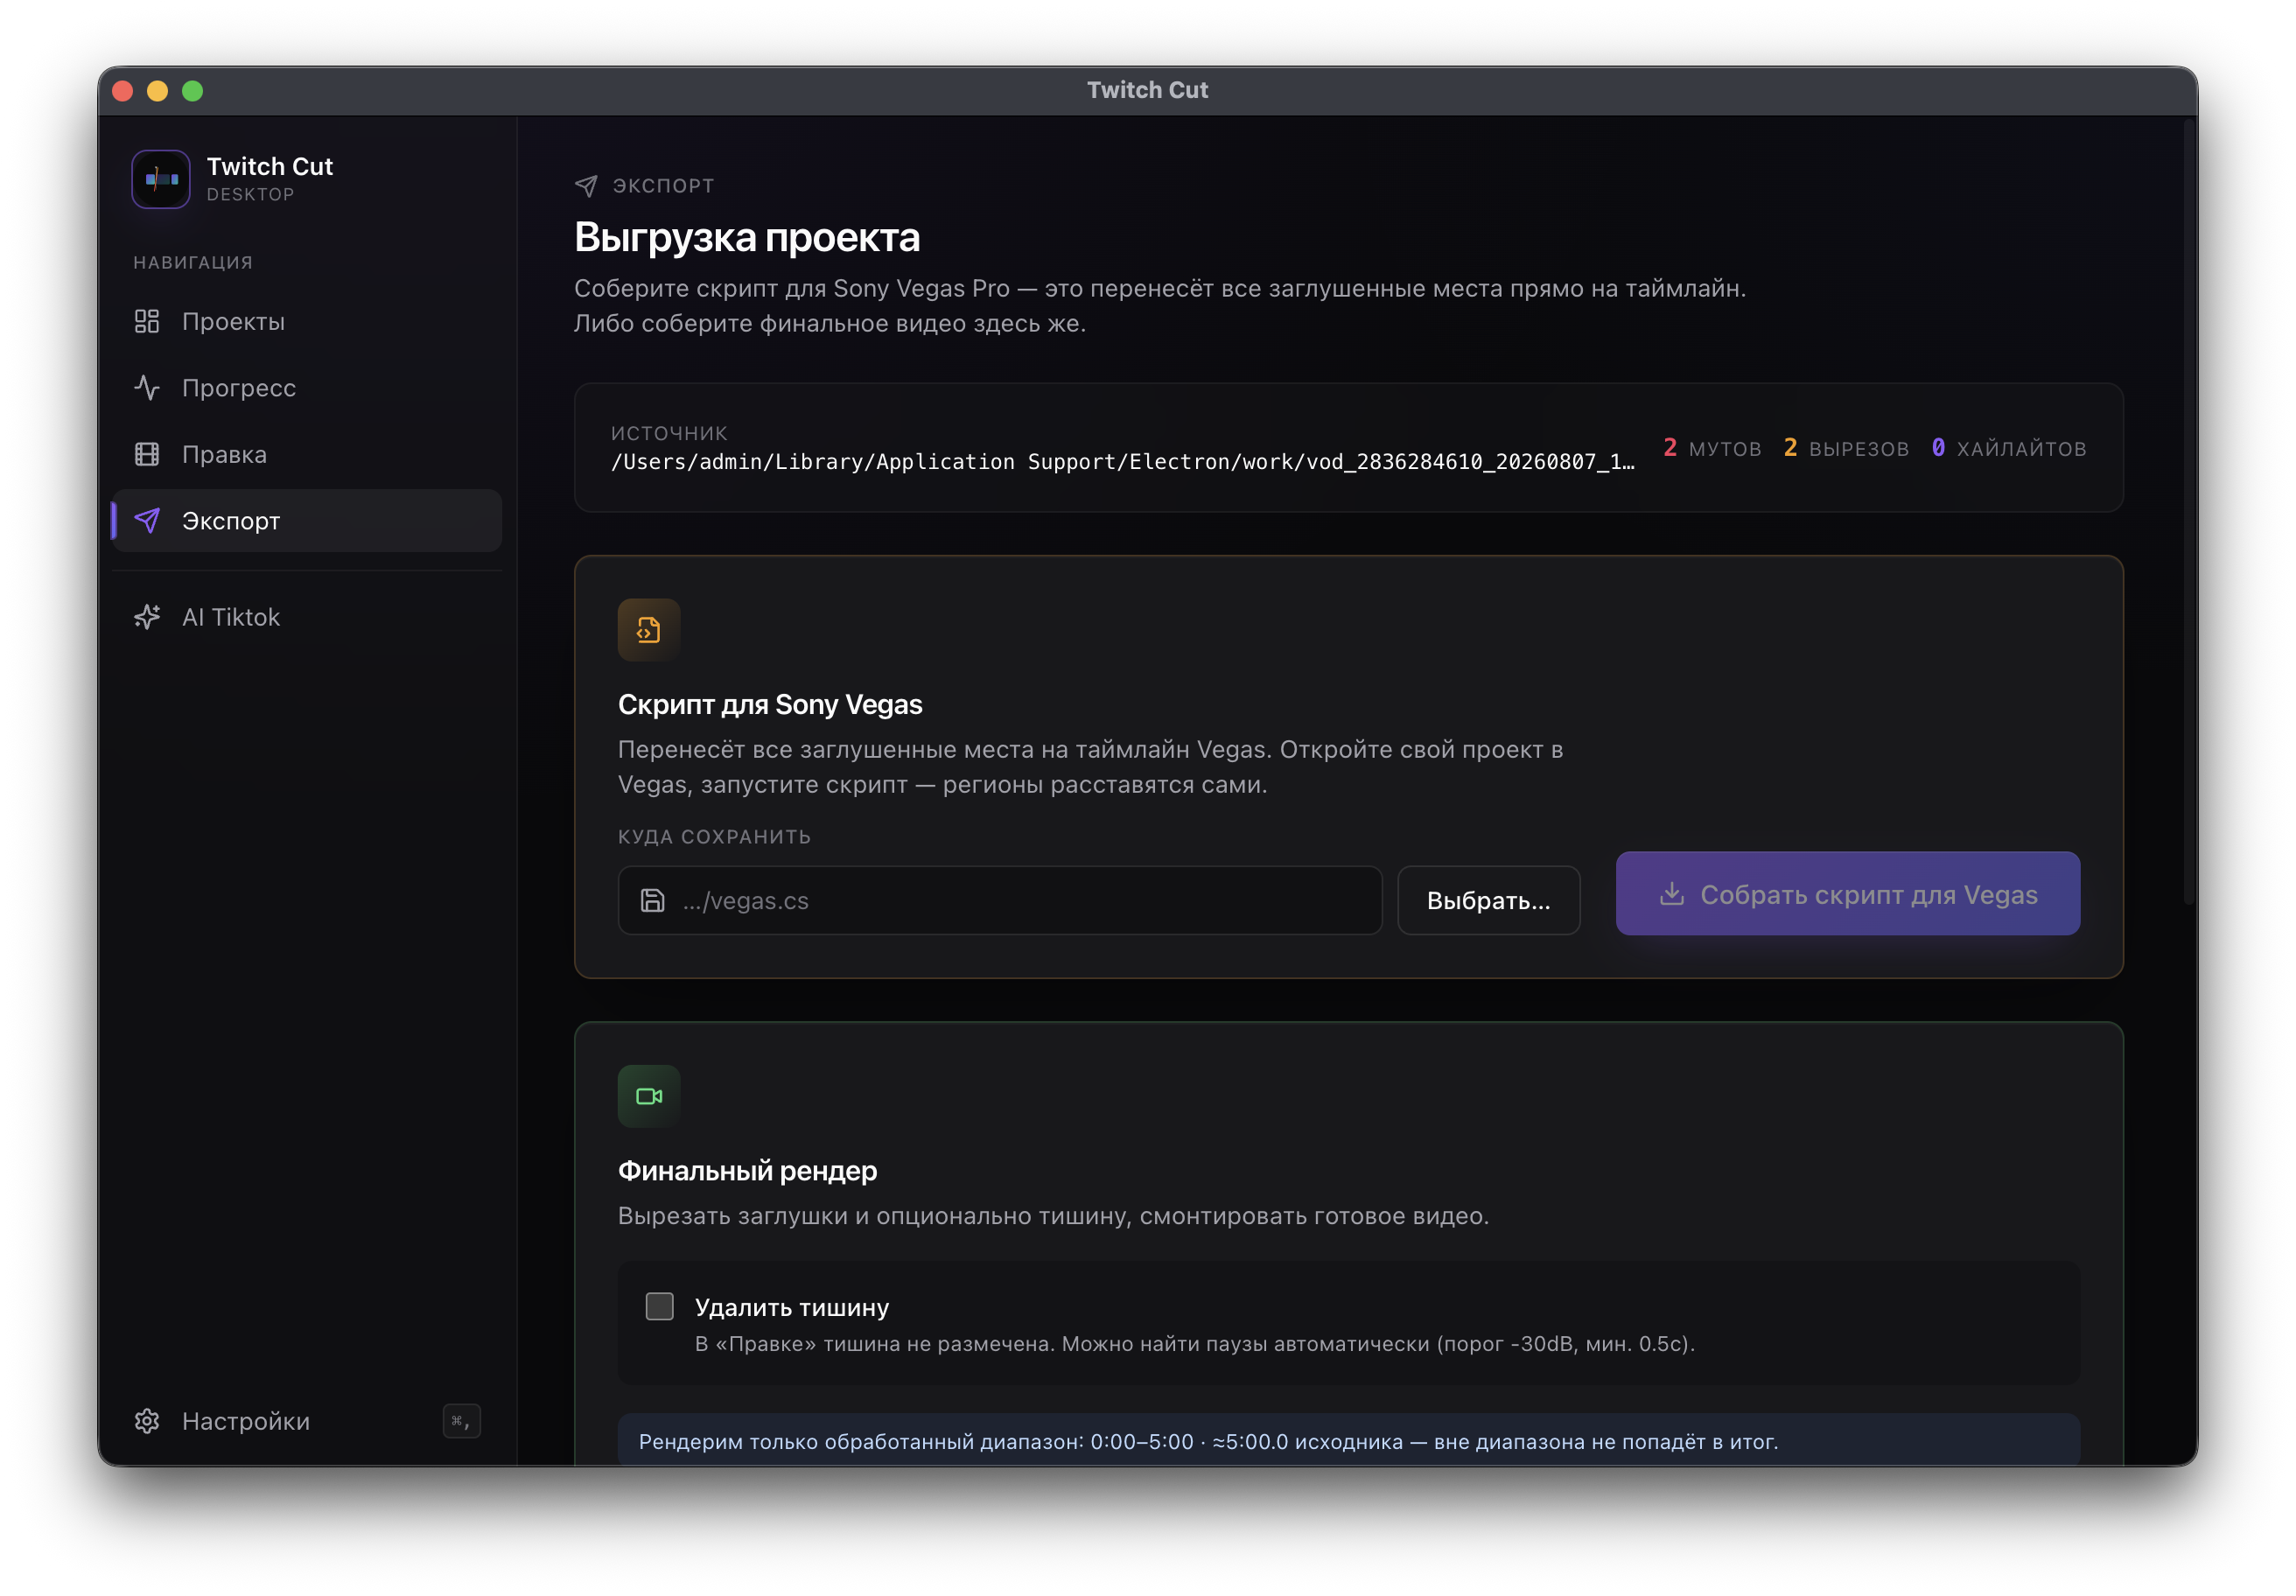 Twitch Cut
Twitch Cut
DESKTOP
НАВИГАЦИЯ
Проекты
Прогресс
Правка
Экспорт
AI Tiktok
Настройки
⌘,
ЭКСПОРТ
Выгрузка проекта
Соберите скрипт для Sony Vegas Pro — это перенесёт все заглушенные места прямо на таймлайн.
Либо соберите финальное видео здесь же.
ИСТОЧНИК
/Users/admin/Library/Application Support/Electron/work/vod_2836284610_20260807_1…
2 МУТОВ 2 ВЫРЕЗОВ 0 ХАЙЛАЙТОВ
Скрипт для Sony Vegas
Перенесёт все заглушенные места на таймлайн Vegas. Откройте свой проект в
Vegas, запустите скрипт — регионы расставятся сами.
КУДА СОХРАНИТЬ
.../vegas.cs
Выбрать...
Собрать скрипт для Vegas
Финальный рендер
Вырезать заглушки и опционально тишину, смонтировать готовое видео.
Удалить тишину
В «Правке» тишина не размечена. Можно найти паузы автоматически (порог -30dB, мин. 0.5с).
Рендерим только обработанный диапазон: 0:00–5:00 · ≈5:00.0 исходника — вне диапазона не попадёт в итог.